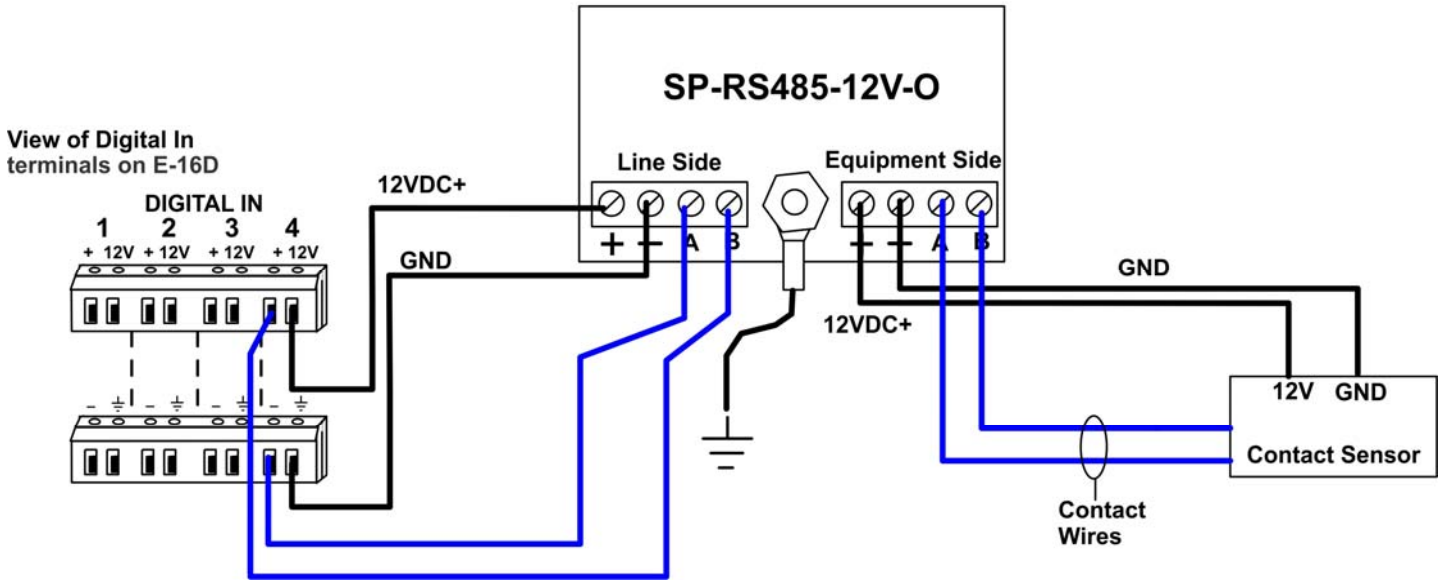 SP-RS485-12V-O
View of Digital In
terminals on E-16D
Line Side
Equipment Side
12VDC+
DIGITAL IN
1 2 3 4
+ 12V + 12V + 12V + 12V
+ − A B
+ − A B
GND
GND
12VDC+
− ⏚ − ⏚ − ⏚ − ⏚
12V GND
Contact Sensor
Contact
Wires